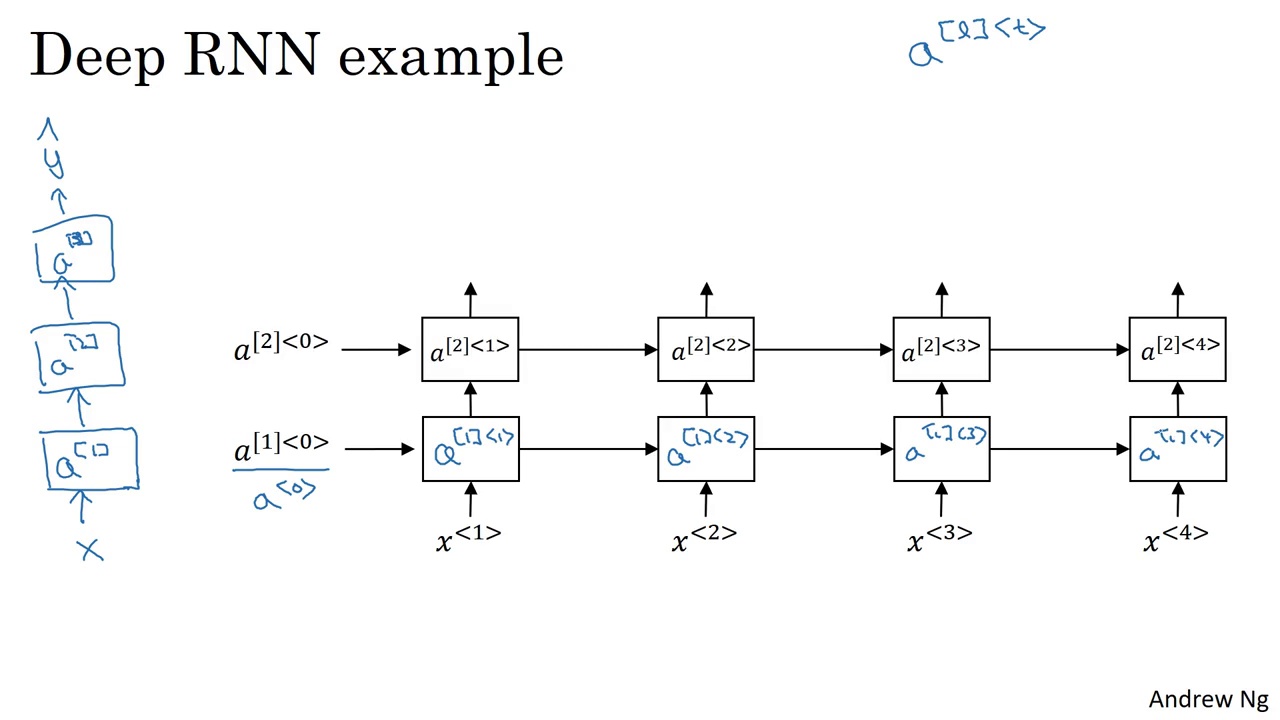 Deep RNN example
a^[l]<t>
ŷ
a^[3]
a^[2]
a^[1]
x
a^[2]<0> a^[2]<1> a^[2]<2> a^[2]<3> a^[2]<4>
a^[1]<0> a^[1]<1> a^[1]<2> a^[1]<3> a^[1]<4>
a^<0>
x^<1> x^<2> x^<3> x^<4>
Andrew Ng